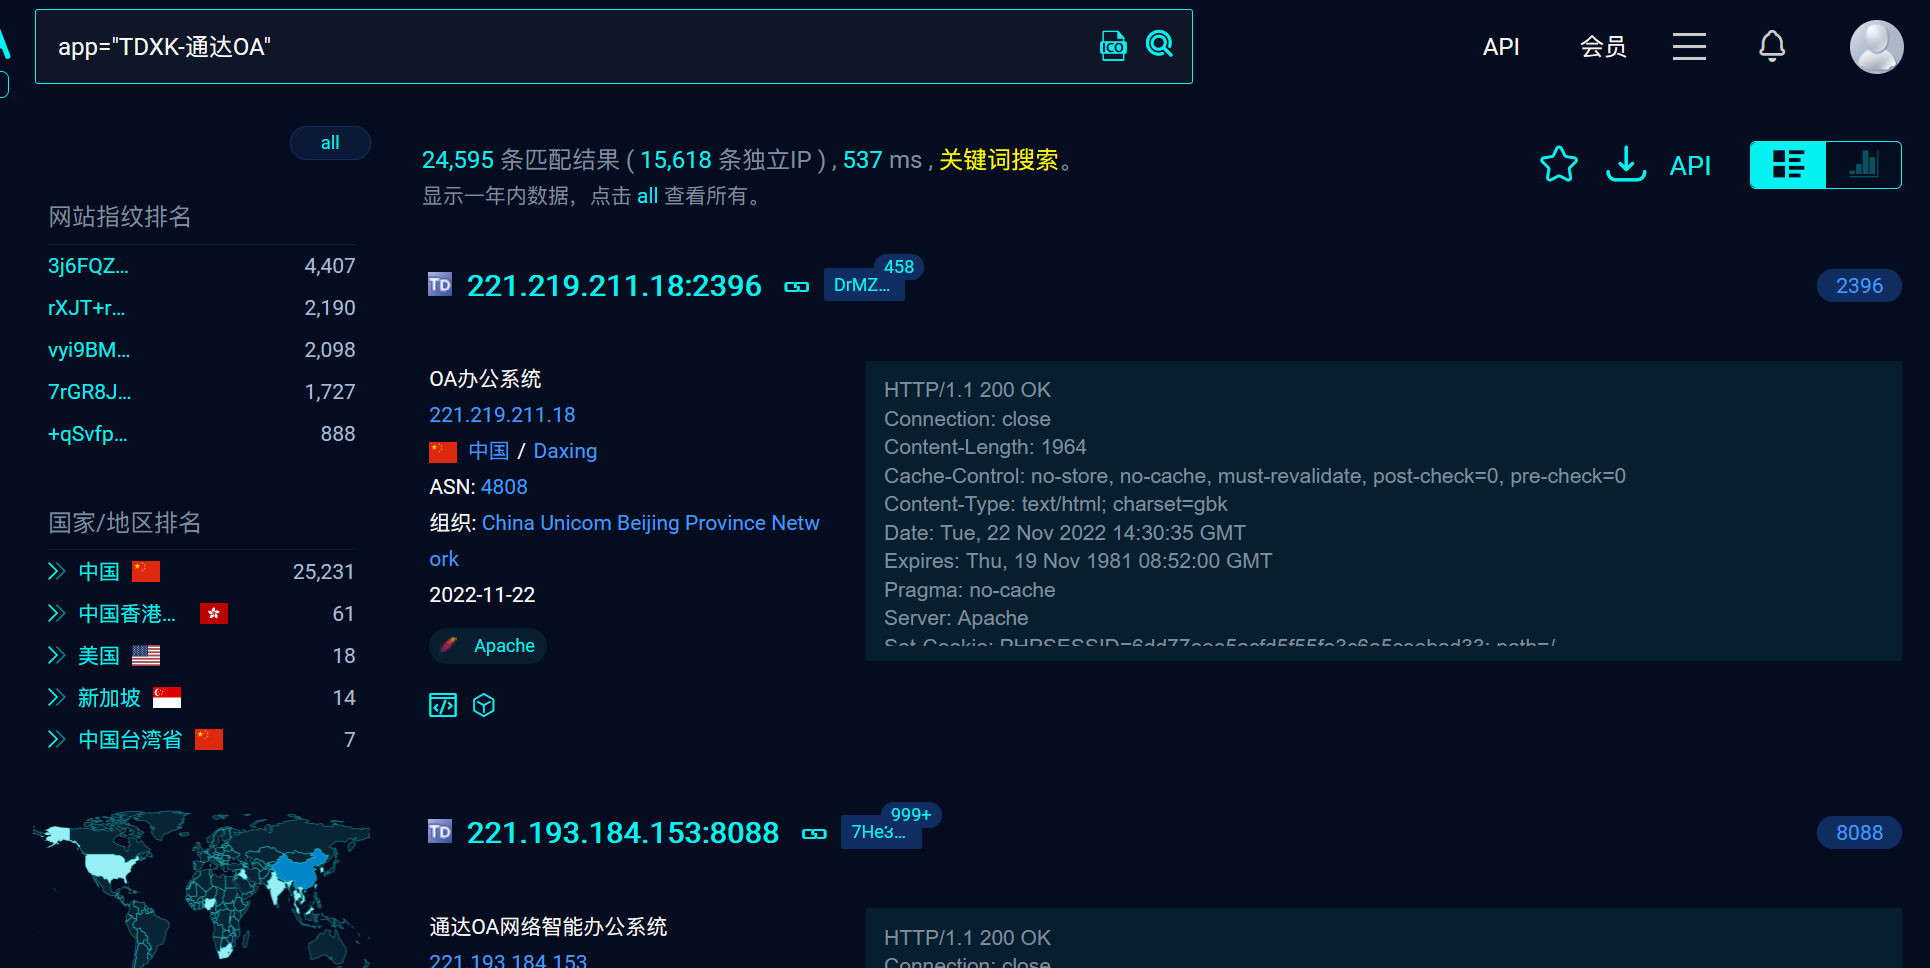 app="TDXK-通达OA"
ICO
API
会员
all
24,595 条匹配结果 ( 15,618 条独立IP ) , 537 ms , 关键词搜索。
显示一年内数据，点击 all 查看所有。
API
网站指纹排名
3j6FQZ... 4,407
rXJT+r... 2,190
vyi9BM... 2,098
7rGR8J... 1,727
+qSvfp... 888
国家/地区排名
中国 25,231
中国香港... 61
美国 18
新加坡 14
中国台湾省 7
TD 221.219.211.18:2396 DrMZ... 458
2396
OA办公系统
221.219.211.18
中国 / Daxing
ASN: 4808
组织: China Unicom Beijing Province Netw
ork
2022-11-22
Apache
HTTP/1.1 200 OK
Connection: close
Content-Length: 1964
Cache-Control: no-store, no-cache, must-revalidate, post-check=0, pre-check=0
Content-Type: text/html; charset=gbk
Date: Tue, 22 Nov 2022 14:30:35 GMT
Expires: Thu, 19 Nov 1981 08:52:00 GMT
Pragma: no-cache
Server: Apache
TD 221.193.184.153:8088 7He3... 999+
8088
通达OA网络智能办公系统
221.193.184.153
HTTP/1.1 200 OK
Connection: close